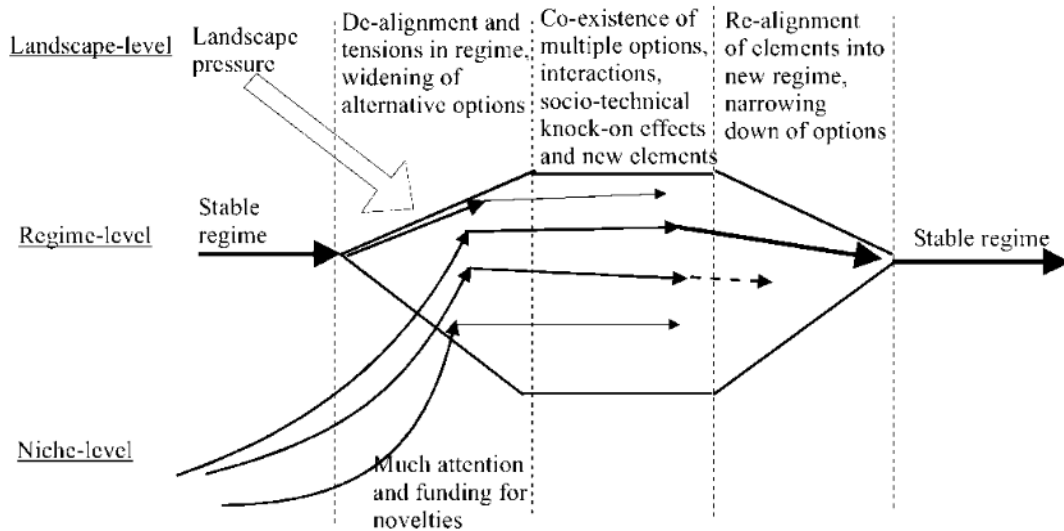 Landscape-level
Landscape
pressure
De-alignment and
tensions in regime,
widening of
alternative options
Co-existence of
multiple options,
interactions,
socio-technical
knock-on effects
and new elements
Re-alignment
of elements into
new regime,
narrowing
down of options
Regime-level
Stable
regime
Stable regime
Niche-level
Much attention
and funding for
novelties